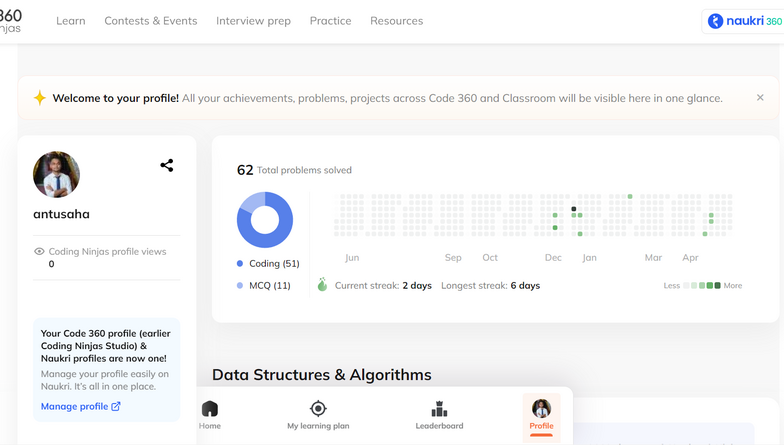 360
njas
Learn
Contests & Events
Interview prep
Practice
Resources
naukri 360
Welcome to your profile! All your achievements, problems, projects across Code 360 and Classroom will be visible here in one glance.
antusaha
Coding Ninjas profile views
0
Your Code 360 profile (earlier
Coding Ninjas Studio) &
Naukri profiles are now one!
Manage your profile easily on
Naukri. It's all in one place.
Manage profile
62 Total problems solved
Coding (51)
MCQ (11)
Jun
Sep
Oct
Dec
Jan
Mar
Apr
Current streak: 2 days
Longest streak: 6 days
Less
More
Data Structures & Algorithms
Home
My learning plan
Leaderboard
Profile